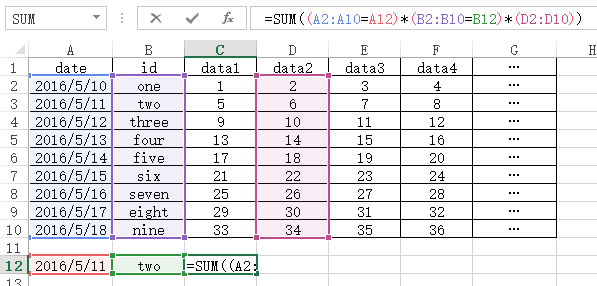 SUM =SUM((A2:A10=A12)*(B2:B10=B12)*(D2:D10))
A B C D E F G
1 date id data1 data2 data3 data4 …
2 2016/5/10 one 1 2 3 4 …
3 2016/5/11 two 5 6 7 8 …
4 2016/5/12 three 9 10 11 12 …
5 2016/5/13 four 13 14 15 16 …
6 2016/5/14 five 17 18 19 20 …
7 2016/5/15 six 21 22 23 24 …
8 2016/5/16 seven 25 26 27 28 …
9 2016/5/17 eight 29 30 31 32 …
10 2016/5/18 nine 33 34 35 36 …
11
12 2016/5/11 two =SUM((A2:
13